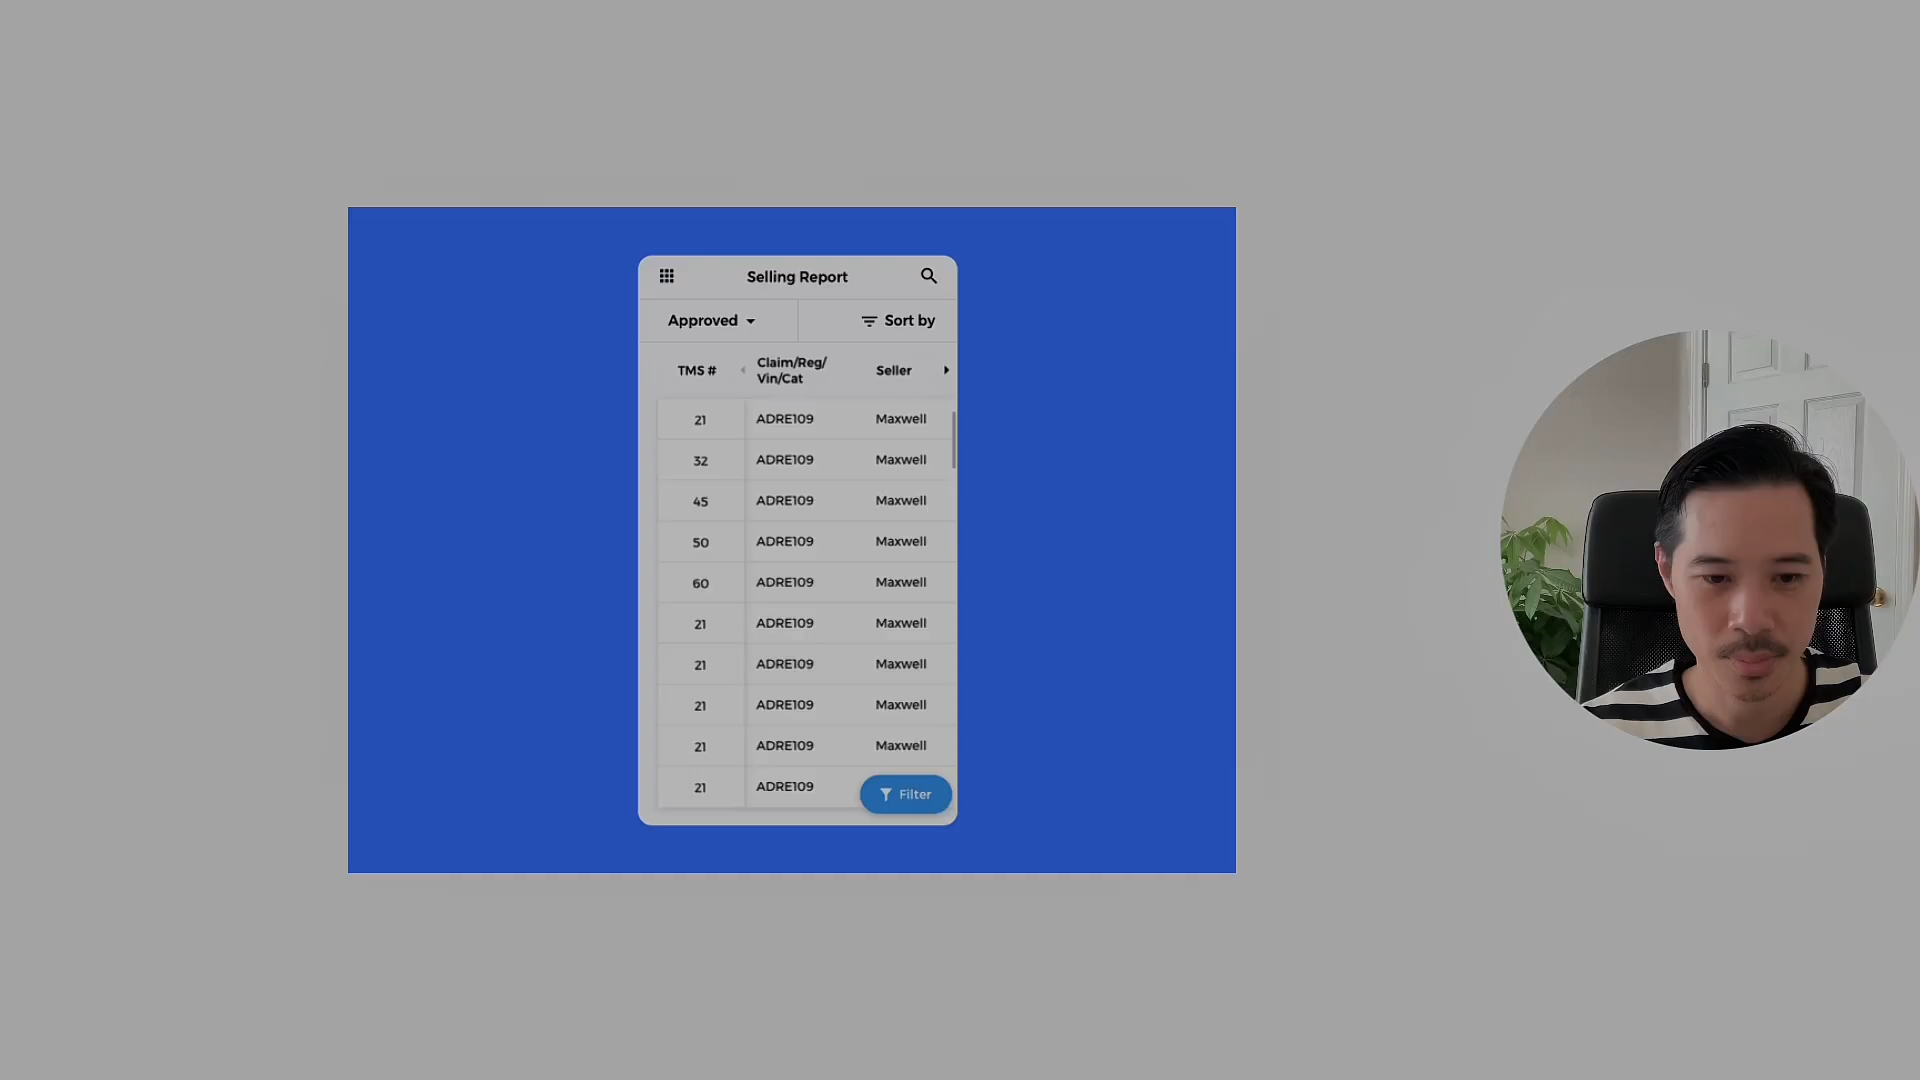 Selling Report
Approved Sort by
TMS # Claim/Reg/ Seller
Vin/Cat
21 ADRE109 Maxwell
32 ADRE109 Maxwell
45 ADRE109 Maxwell
50 ADRE109 Maxwell
60 ADRE109 Maxwell
21 ADRE109 Maxwell
21 ADRE109 Maxwell
21 ADRE109 Maxwell
21 ADRE109 Maxwell
21 ADRE109
Filter